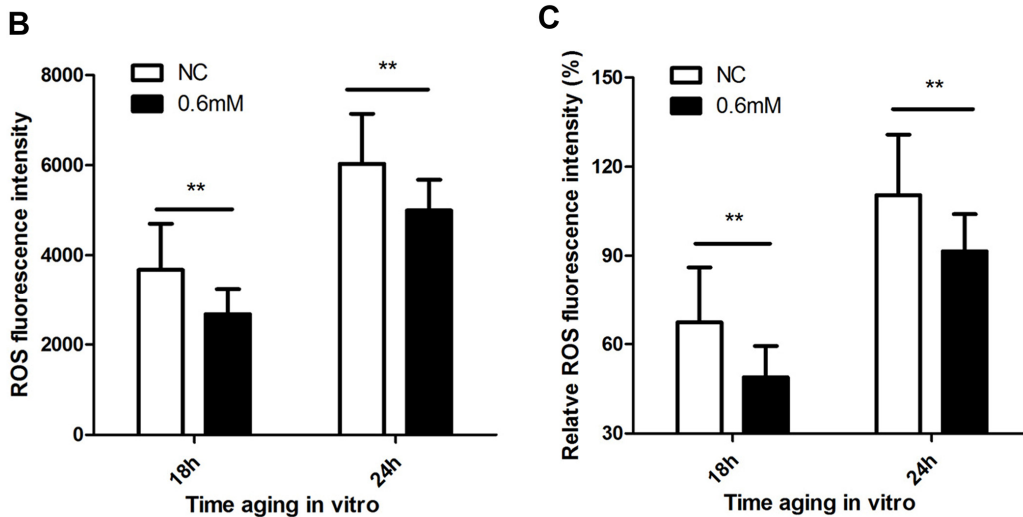 B
ROS fluorescence intensity
8000
6000
4000
2000
0
NC
0.6mM
**
**
18h
24h
Time aging in vitro
C
Relatve ROS fluorescence intensity (%)
150
120
90
60
30
NC
0.6mM
**
**
18h
24h
Time aging in vitro